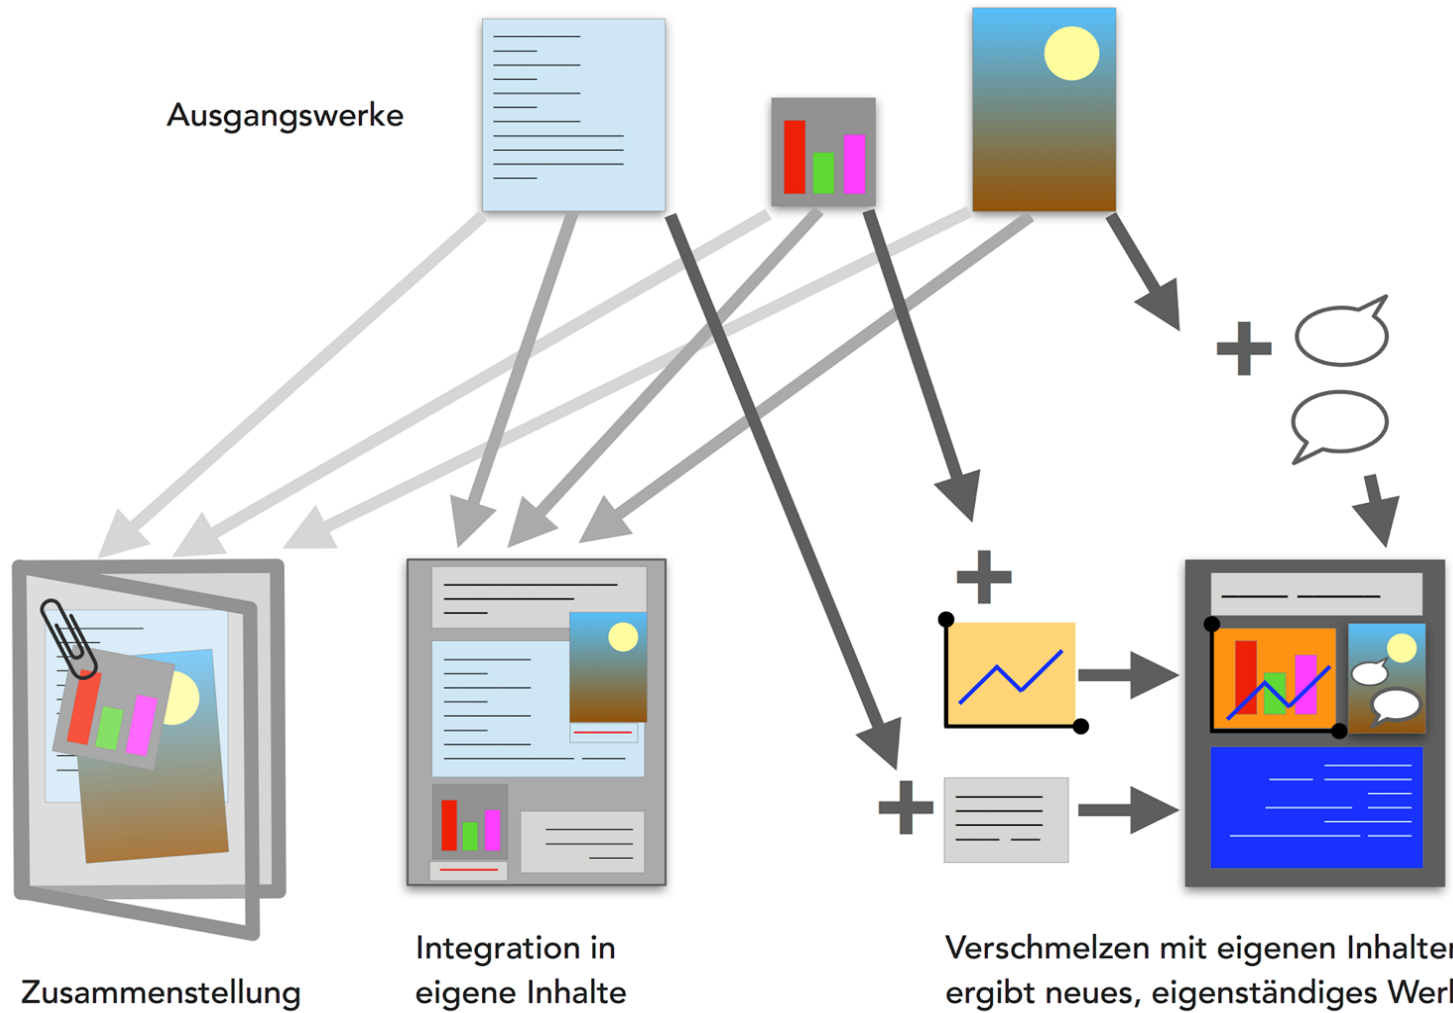 Ausgangswerke
Zusammenstellung
Integration in
eigene Inhalte
Verschmelzen mit eigenen Inhalten
ergibt neues, eigenständiges Werk